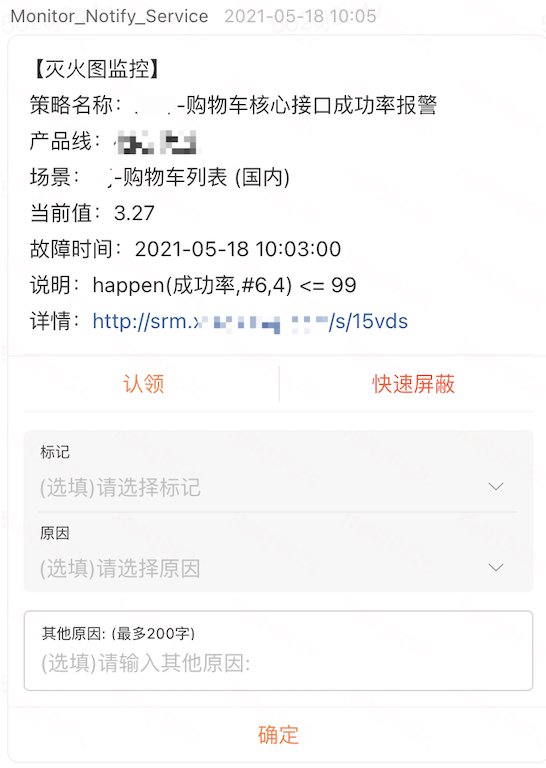 Monitor_Notify_Service 2021-05-18 10:05
【灭火图监控】
策略名称： -购物车核心接口成功率报警
产品线：
场景： -购物车列表 (国内)
当前值：3.27
故障时间：2021-05-18 10:03:00
说明：happen(成功率,#6,4) <= 99
详情：http://srm. /s/15vds
认领 快速屏蔽
标记
(选填)请选择标记
原因
(选填)请选择原因
其他原因: (最多200字)
(选填)请输入其他原因:
确定